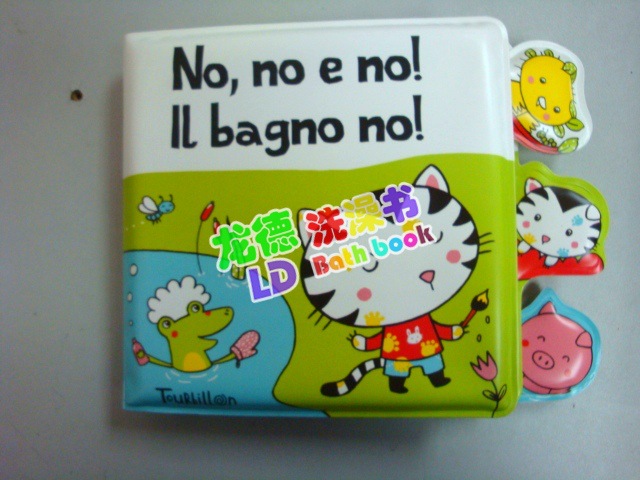 No, no e no!
Il bagno no!
龙德 洗澡书
LD Bath book
Tourbillon